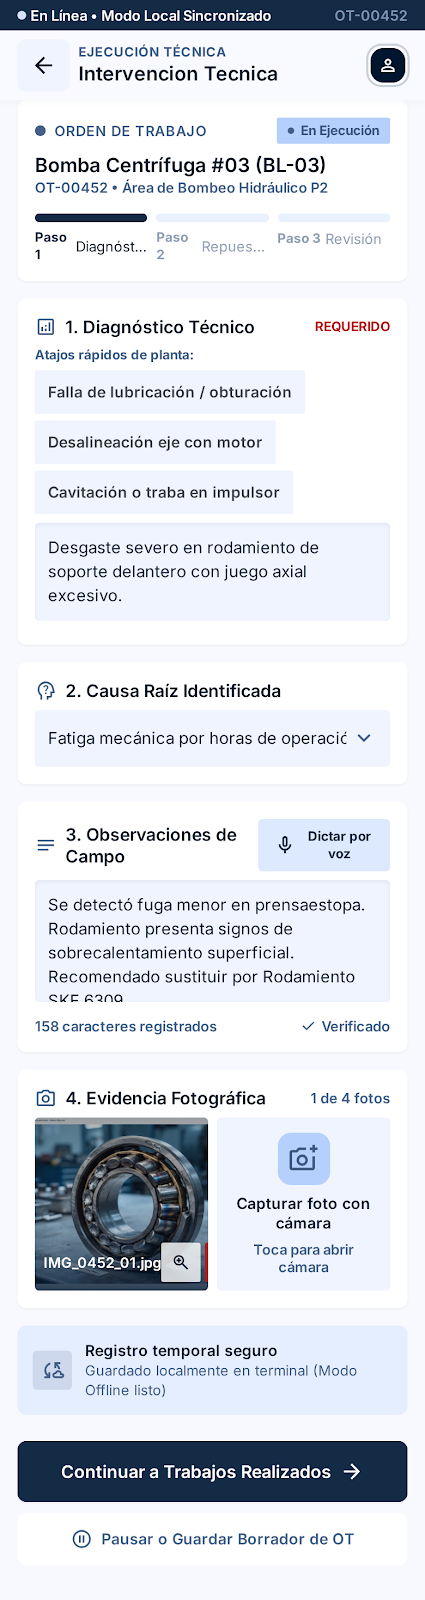 En Línea • Modo Local Sincronizado OT-00452
EJECUCIÓN TÉCNICA
Intervencion Tecnica
ORDEN DE TRABAJO
En Ejecución
Bomba Centrífuga #03 (BL-03)
OT-00452 • Área de Bombeo Hidráulico P2
Paso 1 Diagnóst...
Paso 2 Repues...
Paso 3 Revisión
1. Diagnóstico Técnico REQUERIDO
Atajos rápidos de planta:
Falla de lubricación / obturación
Desalineación eje con motor
Cavitación o traba en impulsor
Desgaste severo en rodamiento de
soporte delantero con juego axial
excesivo.
2. Causa Raíz Identificada
Fatiga mecánica por horas de operació
3. Observaciones de
Campo
Dictar por
voz
Se detectó fuga menor en prensaestopa.
Rodamiento presenta signos de
sobrecalentamiento superficial.
Recomendado sustituir por Rodamiento
SKF 6309
158 caracteres registrados Verificado
4. Evidencia Fotográfica 1 de 4 fotos
IMG_0452_01.jpg
Capturar foto con
cámara
Toca para abrir
cámara
Registro temporal seguro
Guardado localmente en terminal (Modo
Offline listo)
Continuar a Trabajos Realizados
Pausar o Guardar Borrador de OT